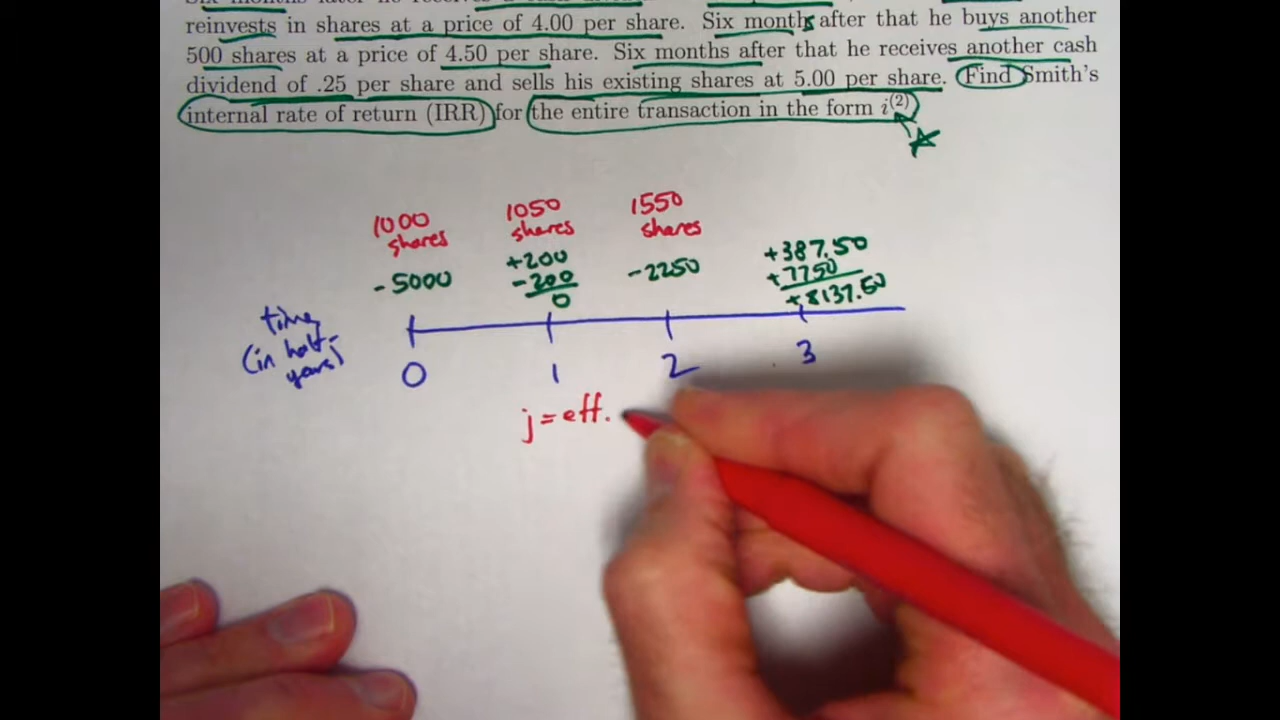 reinvests in shares at a price of 4.00 per share. Six months after that he buys another
500 shares at a price of 4.50 per share. Six months after that he receives another cash
dividend of .25 per share and sells his existing shares at 5.00 per share. Find Smith's
internal rate of return (IRR) for the entire transaction in the form i(2)
1000 shares
1050 shares
1550 shares
-5000
+200
-200
0
-2250
+387.50
+7750
+8137.50
time (in half-years)
0 1 2 3
j = eff.